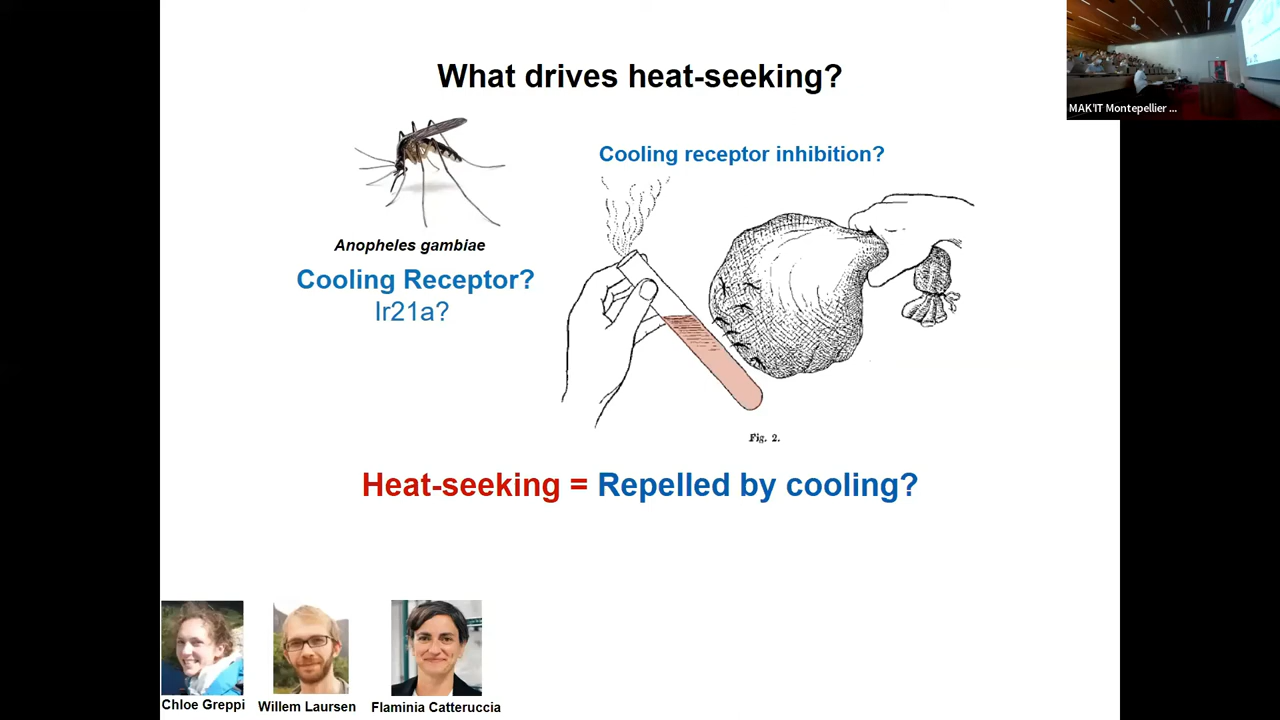 What drives heat-seeking?
MAK'IT Montepellier ...
Cooling receptor inhibition?
Anopheles gambiae
Cooling Receptor?
Ir21a?
Fig. 2.
Heat-seeking = Repelled by cooling?
Chloe Greppi
Willem Laursen
Flaminia Catteruccia